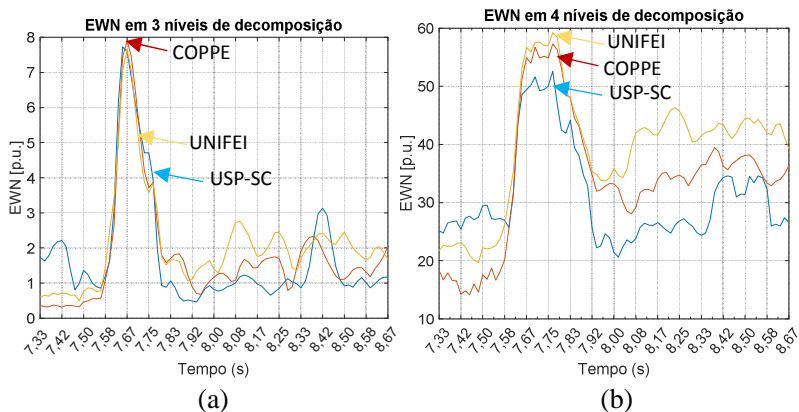 EWN em 3 níveis de decomposição
EWN [p.u.]
8
7
6
5
4
3
2
1
0
COPPE
UNIFEI
USP-SC
7,33 7,42 7,50 7,58 7,67 7,75 7,83 7,92 8,00 8,08 8,17 8,25 8,33 8,42 8,50 8,58 8,67
Tempo (s)
(a)
EWN em 4 níveis de decomposição
EWN [p.u.]
60
50
40
30
20
10
UNIFEI
COPPE
USP-SC
7,33 7,42 7,50 7,58 7,67 7,75 7,83 7,92 8,00 8,08 8,17 8,25 8,33 8,42 8,50 8,58 8,67
Tempo (s)
(b)